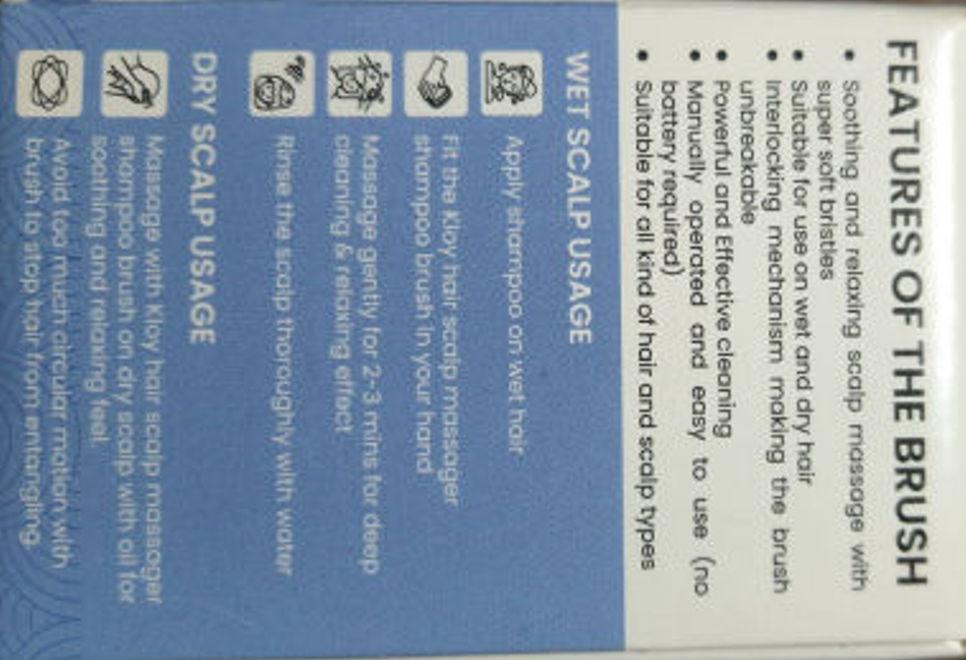 FEATURES OF THE BRUSH
• Soothing and relaxing scalp massage with
super soft bristles
• Suitable for use on wet and dry hair
• Interlocking mechanism making the brush
unbreakable
• Powerful and Effective cleaning
• Manually operated and easy to use (no
battery required)
• Suitable for all kind of hair and scalp types
WET SCALP USAGE
Apply shampoo on wet hair
Fit the Kloy hair scalp massager
shampoo brush in your hand
Massage gently for 2-3 mins for deep
cleaning & relaxing effect
Rinse the scalp thoroughly with water
DRY SCALP USAGE
Massage with Kloy hair scalp massager
shampoo brush on dry scalp with oil for
soothing and relaxing feel.
Avoid too much circular motion with
brush to stop hair from entangling.